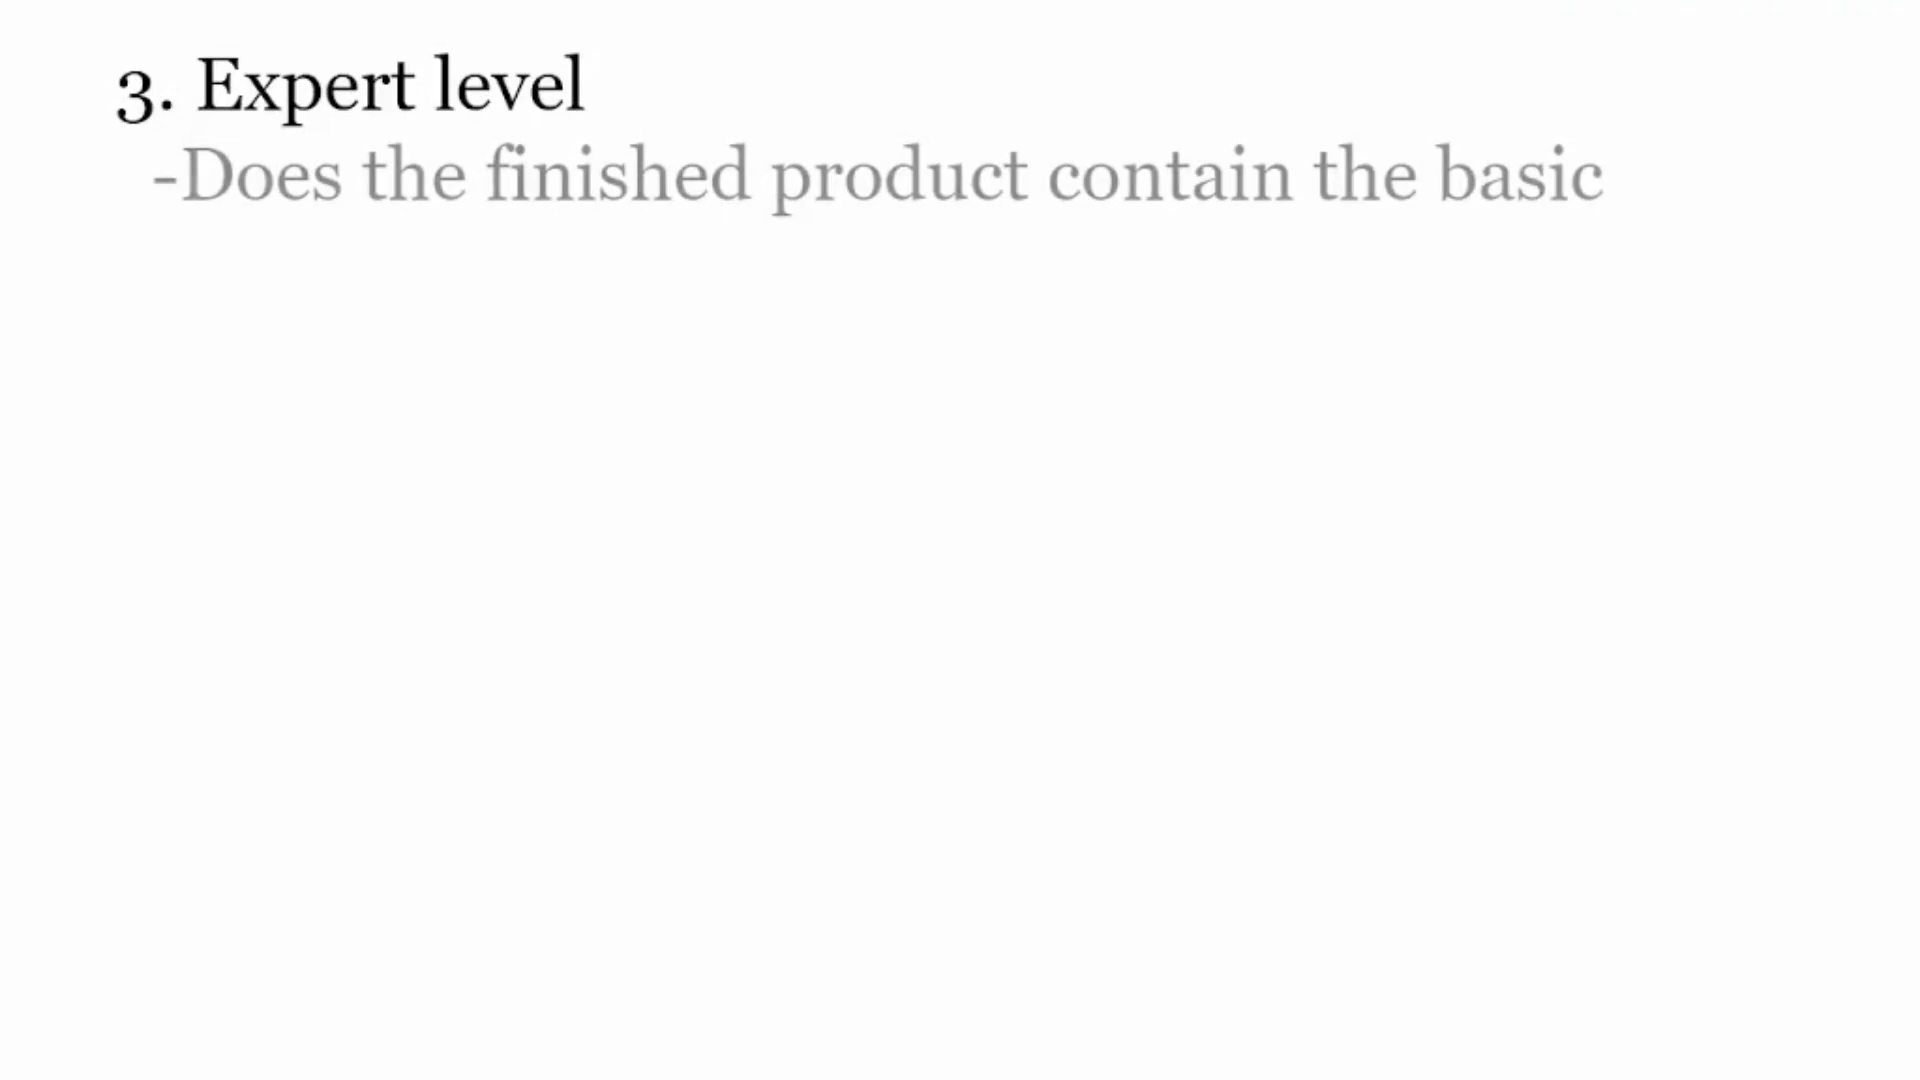 3. Expert level
-Does the finished product contain the basic